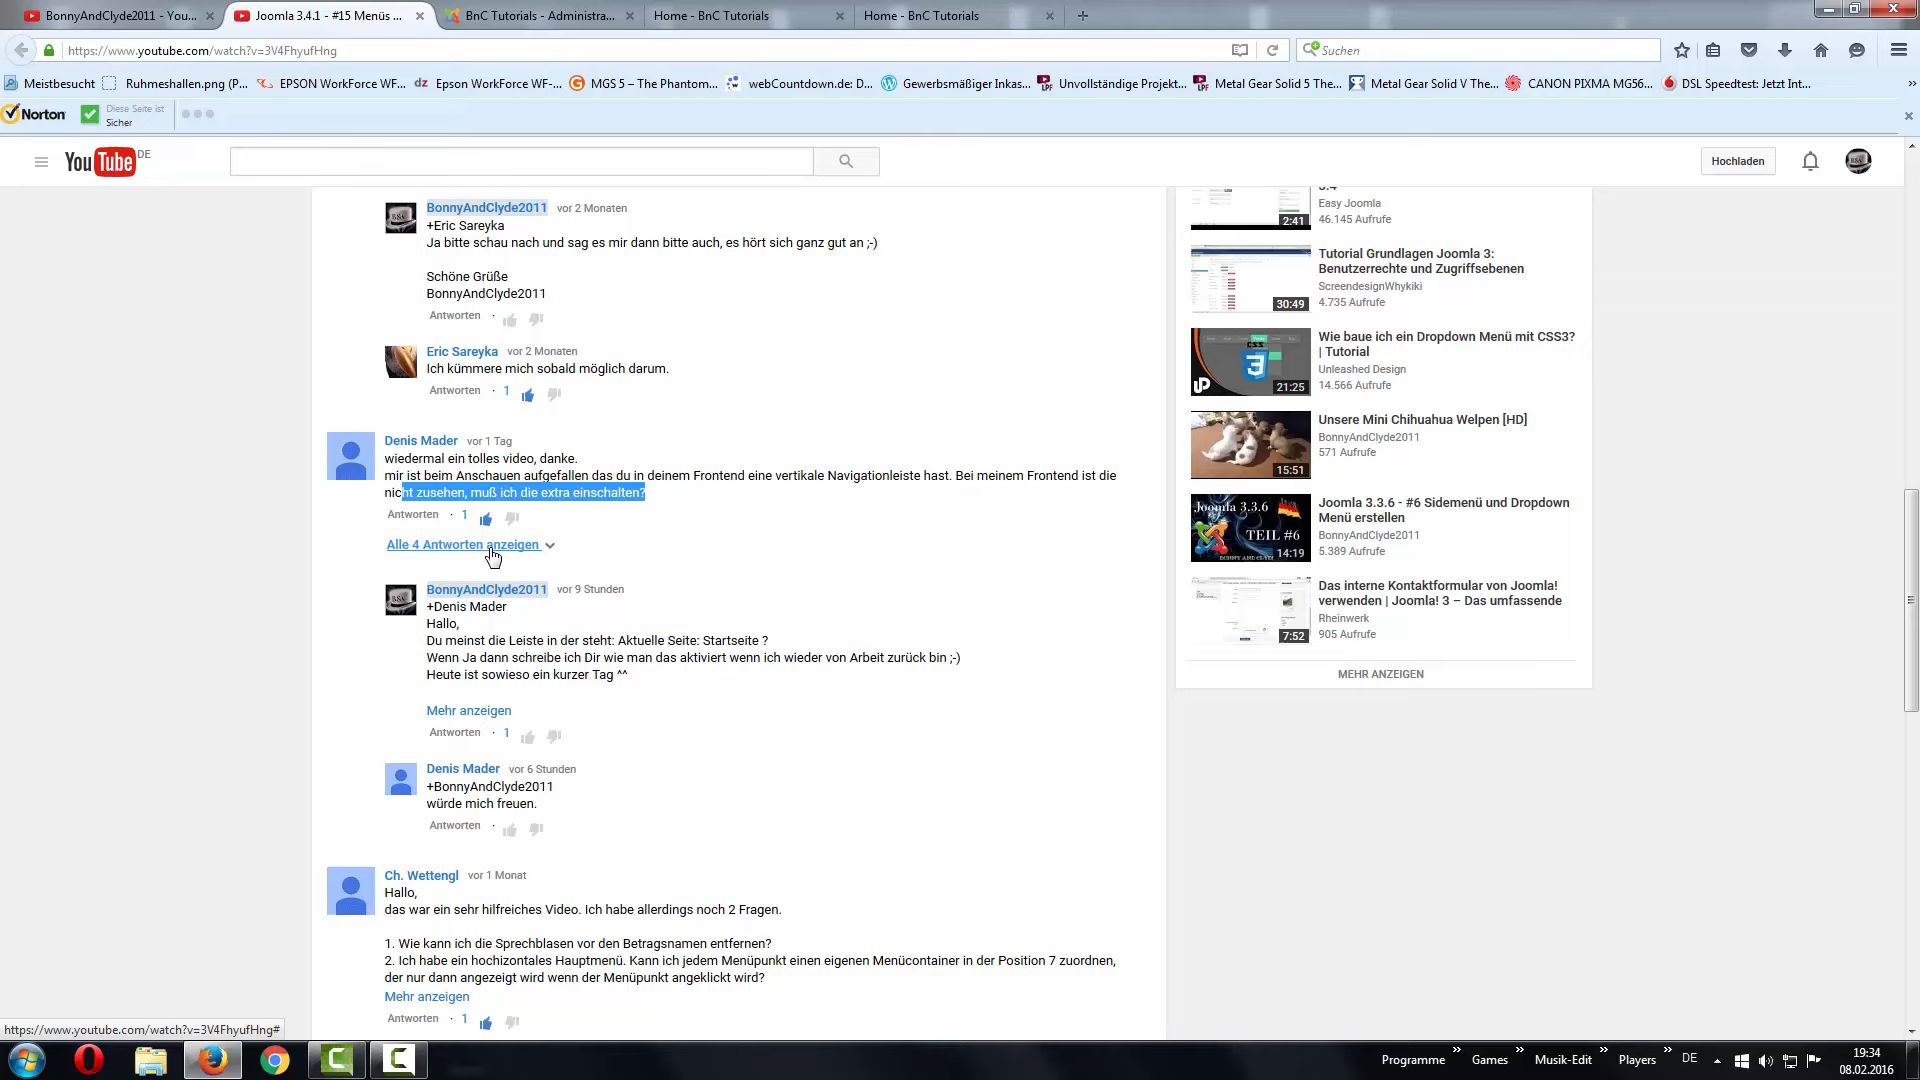 BonnyAndClyde2011 - You...
Joomla 3.4.1 - #15 Menüs ...
BnC Tutorials - Administra...
Home - BnC Tutorials
Home - BnC Tutorials
https://www.youtube.com/watch?v=3V4FhyufHng
Suchen
Meistbesucht
Ruhmeshallen.png (P...
EPSON WorkForce WF...
Epson WorkForce WF-...
MGS 5 – The Phantom...
webCountdown.de: D...
Gewerbsmäßiger Inkas...
Unvollständige Projekt...
Metal Gear Solid 5 The...
Metal Gear Solid V The...
CANON PIXMA MG56...
DSL Speedtest: Jetzt Int...
Norton
Diese Seite ist
Sicher
YouTube DE
Hochladen
BonnyAndClyde2011 vor 2 Monaten
+Eric Sareyka
Ja bitte schau nach und sag es mir dann bitte auch, es hört sich ganz gut an ;-)
Schöne Grüße
BonnyAndClyde2011
Antworten ·
Eric Sareyka vor 2 Monaten
Ich kümmere mich sobald möglich darum.
Antworten · 1
Denis Mader vor 1 Tag
wiedermal ein tolles video, danke.
mir ist beim Anschauen aufgefallen das du in deinem Frontend eine vertikale Navigationleiste hast. Bei meinem Frontend ist die
nicht zusehen, muß ich die extra einschalten?
Antworten · 1
Alle 4 Antworten anzeigen
BonnyAndClyde2011 vor 9 Stunden
+Denis Mader
Hallo,
Du meinst die Leiste in der steht: Aktuelle Seite: Startseite ?
Wenn Ja dann schreibe ich Dir wie man das aktiviert wenn ich wieder von Arbeit zurück bin ;-)
Heute ist sowieso ein kurzer Tag ^^
Mehr anzeigen
Antworten · 1
Denis Mader vor 6 Stunden
+BonnyAndClyde2011
würde mich freuen.
Antworten ·
Ch. Wettengl vor 1 Monat
Hallo,
das war ein sehr hilfreiches Video. Ich habe allerdings noch 2 Fragen.
1. Wie kann ich die Sprechblasen vor den Betragsnamen entfernen?
2. Ich habe ein hochizontales Hauptmenü. Kann ich jedem Menüpunkt einen eigenen Menücontainer in der Position 7 zuordnen,
der nur dann angezeigt wird wenn der Menüpunkt angeklickt wird?
Mehr anzeigen
Antworten · 1
3.4
Easy Joomla
46.145 Aufrufe
2:41
Tutorial Grundlagen Joomla 3:
Benutzerrechte und Zugriffsebenen
ScreendesignWhykiki
4.735 Aufrufe
30:49
Wie baue ich ein Dropdown Menü mit CSS3?
| Tutorial
Unleashed Design
14.566 Aufrufe
21:25
Unsere Mini Chihuahua Welpen [HD]
BonnyAndClyde2011
571 Aufrufe
15:51
Joomla 3.3.6
TEIL #6
14:19
Joomla 3.3.6 - #6 Sidemenü und Dropdown
Menü erstellen
BonnyAndClyde2011
5.389 Aufrufe
Das interne Kontaktformular von Joomla!
verwenden | Joomla! 3 – Das umfassende
Rheinwerk
905 Aufrufe
7:52
MEHR ANZEIGEN
https://www.youtube.com/watch?v=3V4FhyufHng#
Programme
Games
Musik-Edit
Players
DE
19:34
08.02.2016